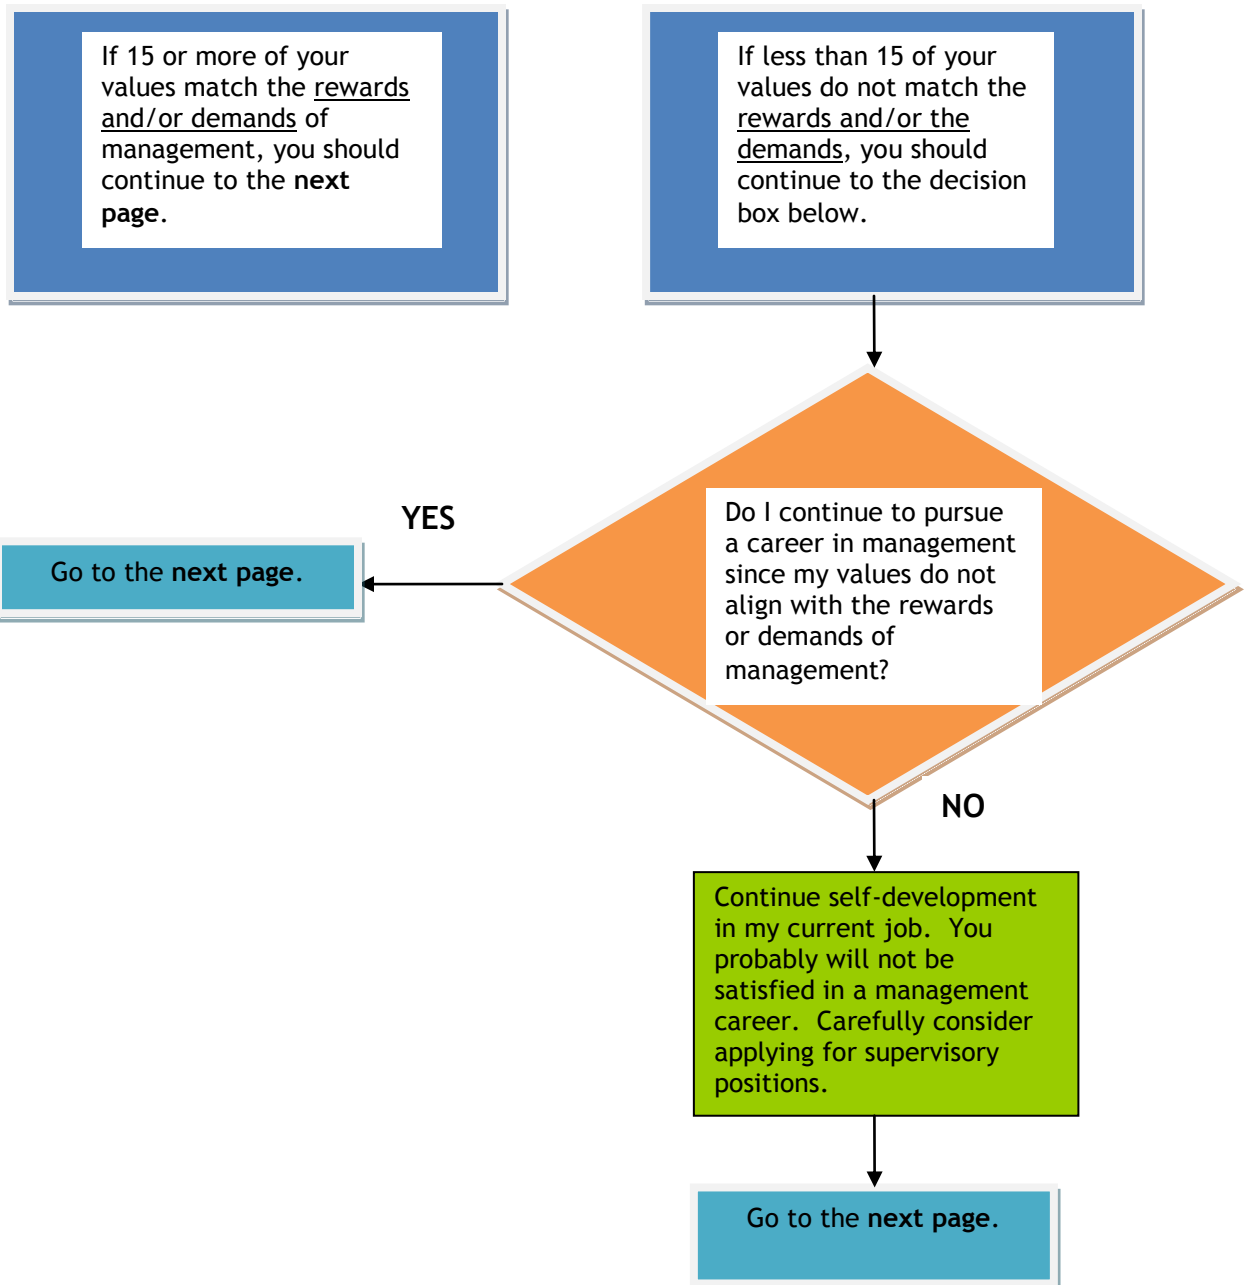 If 15 or more of your
values match the rewards
and/or demands of
management, you should
continue to the next
page.
If less than 15 of your
values do not match the
rewards and/or the
demands, you should
continue to the decision
box below.
YES
Go to the next page.
Do I continue to pursue
a career in management
since my values do not
align with the rewards
or demands of
management?
NO
Continue self-development
in my current job.  You
probably will not be
satisfied in a management
career.  Carefully consider
applying for supervisory
positions.
Go to the next page.